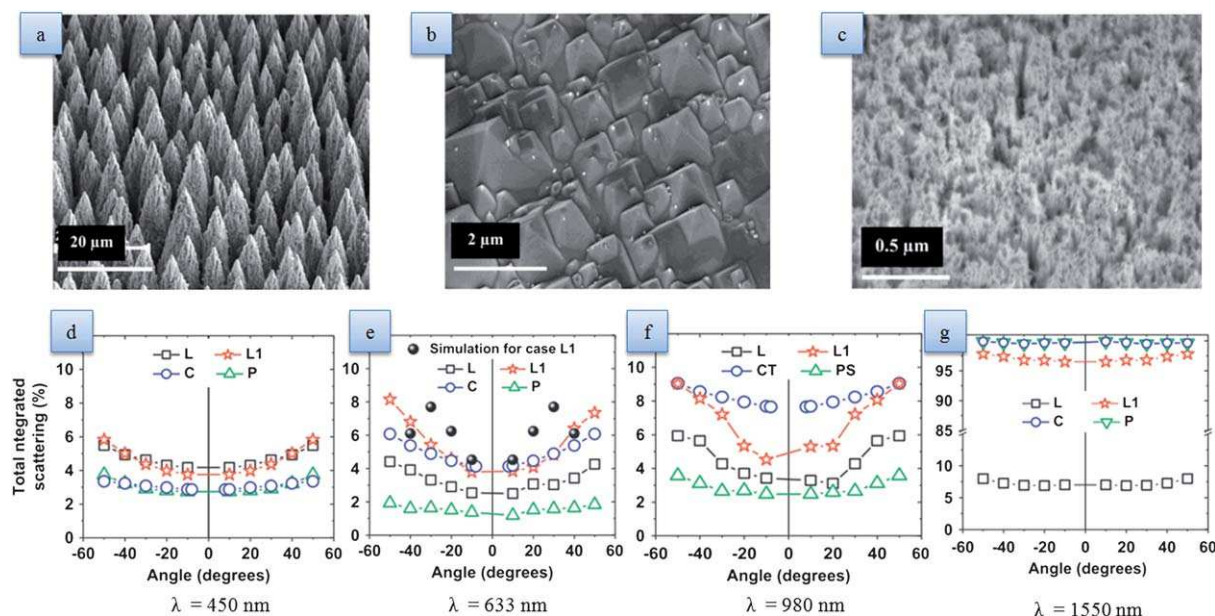 a
b
c
20 µm
2 µm
0.5 µm
d
e
f
g
L L1
C P
Simulation for case L1
L L1
C P
L L1
CT PS
L L1
C P
Total ntegrated
scattering (%)
10
8
6
4
2
0
10
8
6
4
2
0
10
8
6
4
2
0
95
90
85
15
10
5
0
-60 -40 -20 0 20 40 60
-60 -40 -20 0 20 40 60
-60 -40 -20 0 20 40 60
-60 -40 -20 0 20 40 60
Angle (degrees)
Angle (degrees)
Angle (degrees)
Angle (degrees)
λ = 450 nm
λ = 633 nm
λ = 980 nm
λ = 1550 nm